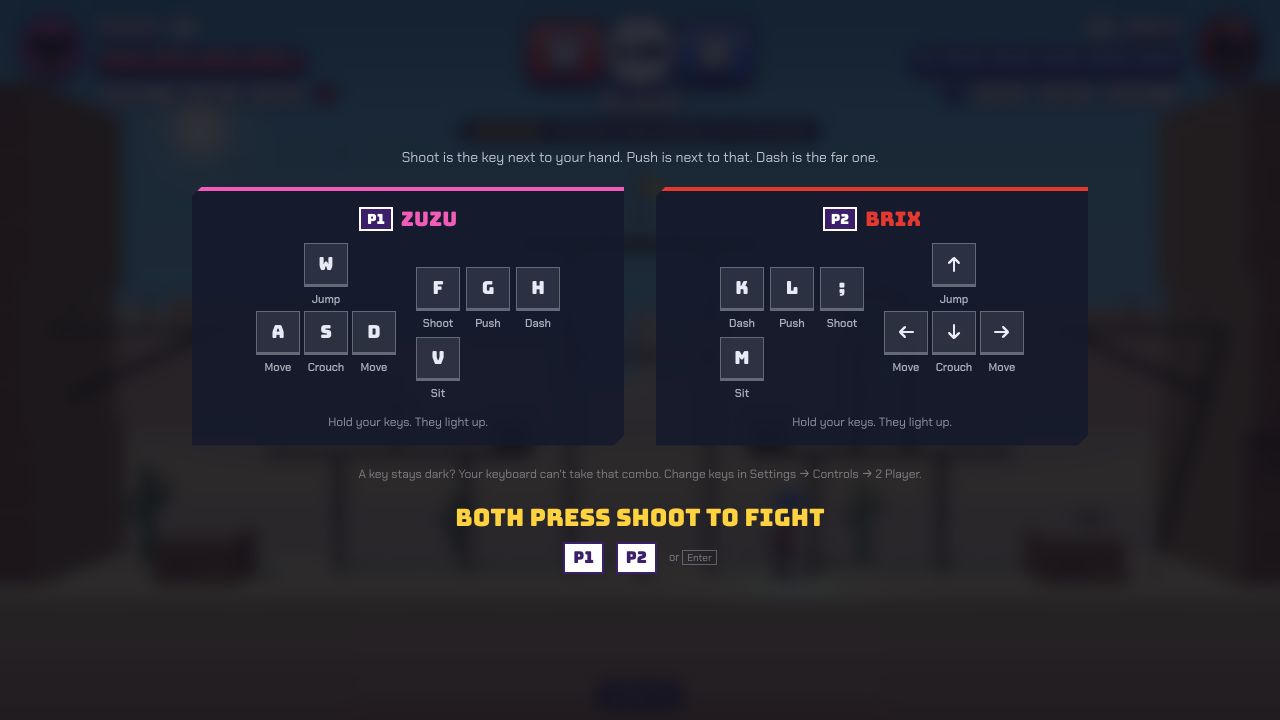 Shoot is the key next to your hand. Push is next to that. Dash is the far one.
P1 ZUZU
W
Jump
F G H
Shoot Push Dash
A S D
Move Crouch Move
V
Sit
Hold your keys. They light up.
P2 BRIX
↑
Jump
K L ;
Dash Push Shoot
← ↓ →
Move Crouch Move
M
Sit
Hold your keys. They light up.
A key stays dark? Your keyboard can't take that combo. Change keys in Settings → Controls → 2 Player.
BOTH PRESS SHOOT TO FIGHT
P1 P2 or Enter